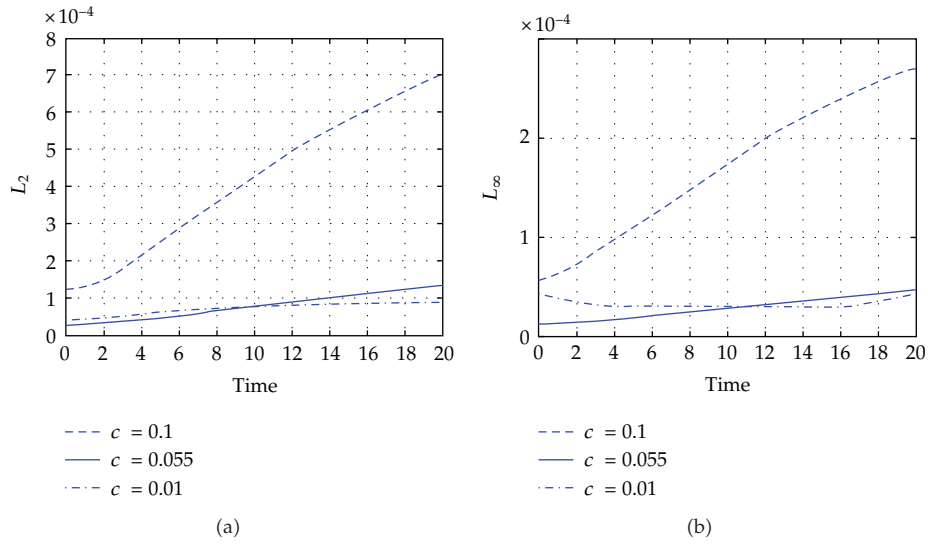 ×10⁻⁴
8
7
6
5
4
3
2
1
0
L₂
0 2 4 6 8 10 12 14 16 18 20
Time
c = 0.1
c = 0.055
c = 0.01
(a)
×10⁻⁴
2
1
0
L∞
0 2 4 6 8 10 12 14 16 18 20
Time
c = 0.1
c = 0.055
c = 0.01
(b)